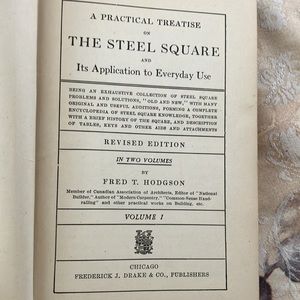 A PRACTICAL TREATISE
ON
THE STEEL SQUARE
AND
Its Application to Everyday Use
BEING AN EXHAUSTIVE COLLECTION OF STEEL SQUARE
PROBLEMS AND SOLUTIONS, "OLD AND NEW," WITH MANY
ORIGINAL AND USEFUL ADDITIONS, FORMING A COMPLETE
ENCYCLOPEDIA OF STEEL SQUARE KNOWLEDGE, TOGETHER
WITH A BRIEF HISTORY OF THE SQUARE, AND DESCRIPTION
OF TABLES, KEYS AND OTHER AIDS AND ATTACHMENTS
REVISED EDITION
IN TWO VOLUMES
BY
FRED T. HODGSON
Member of Canadian Association of Architects, Editor of "National
Builder," Author of "Modern Carpentry," "Common-Sense Hand-
railing" and other practical works on Building, etc.
VOLUME I
CHICAGO
FREDERICK J. DRAKE & CO., PUBLISHERS